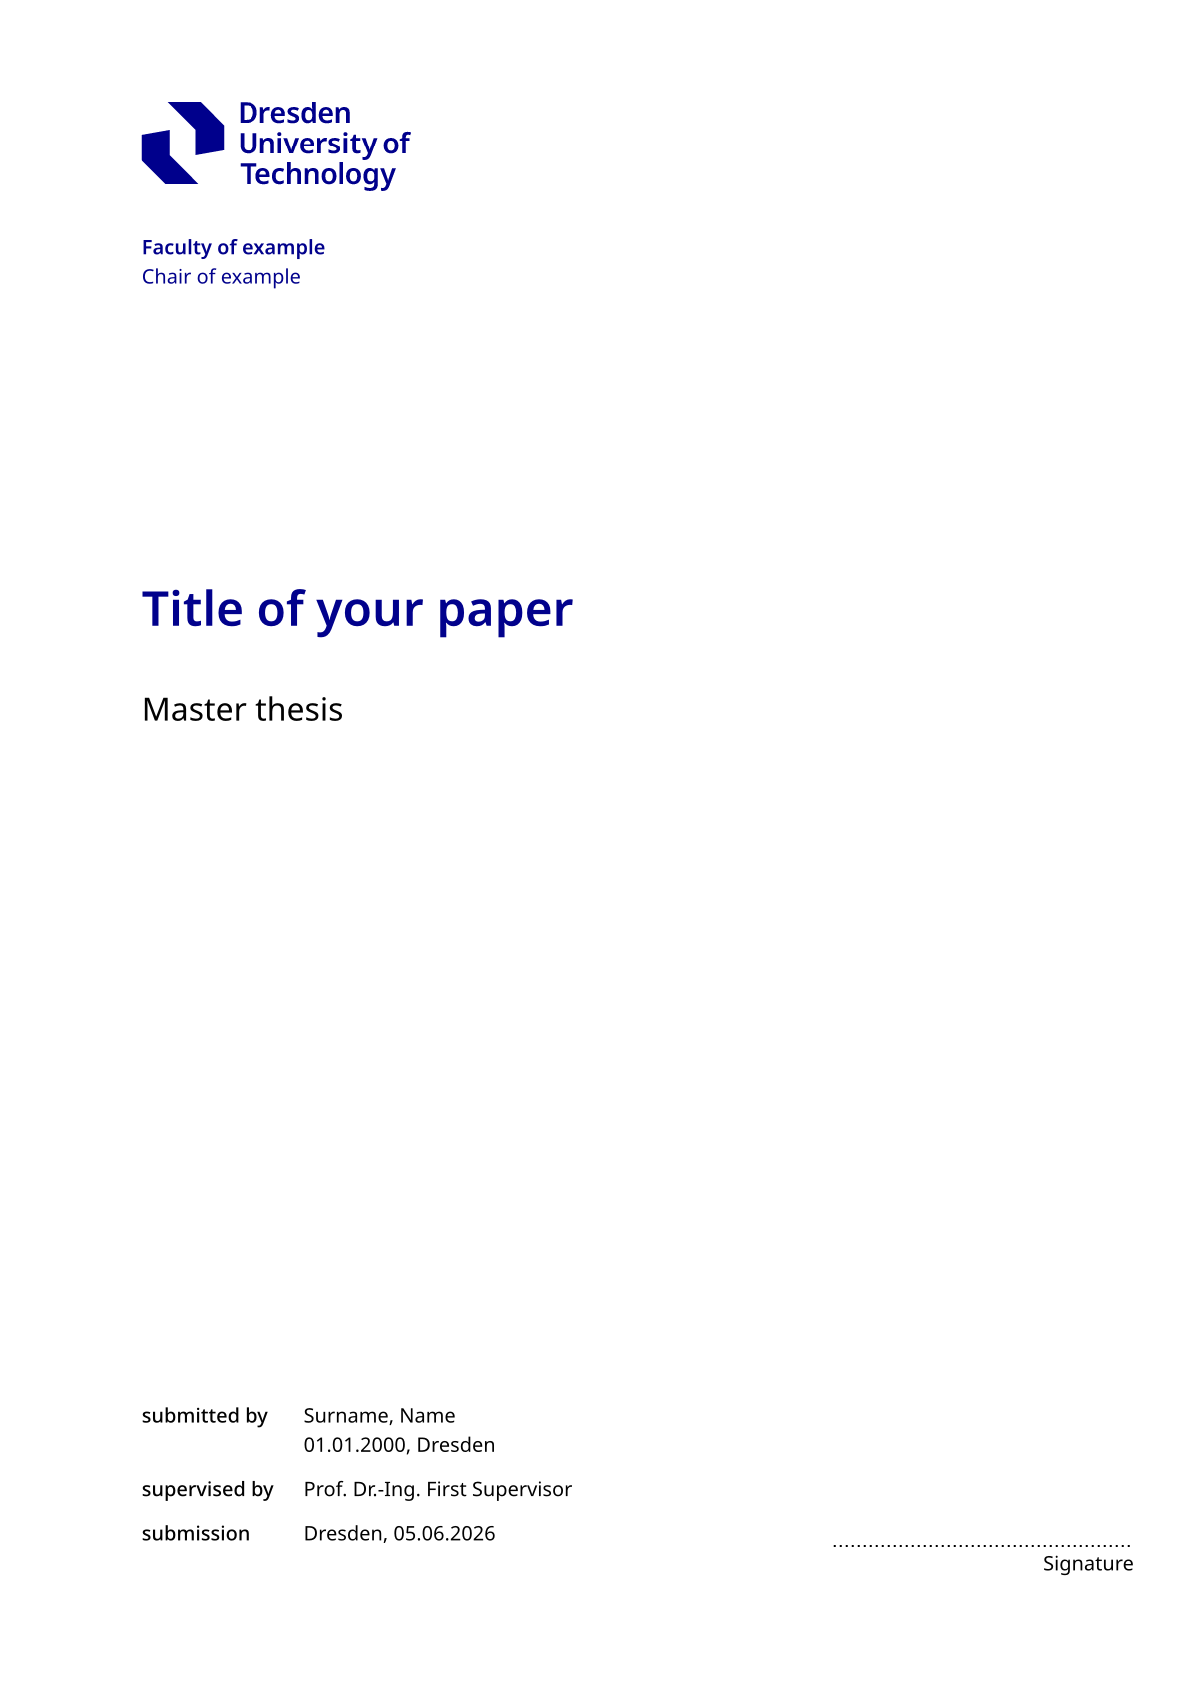 Dresden
University of
Technology
Faculty of example
Chair of example
Title of your paper
Master thesis
submitted by Surname, Name
01.01.2000, Dresden
supervised by Prof. Dr.-Ing. First Supervisor
submission Dresden, 05.06.2026
..................................................
Signature